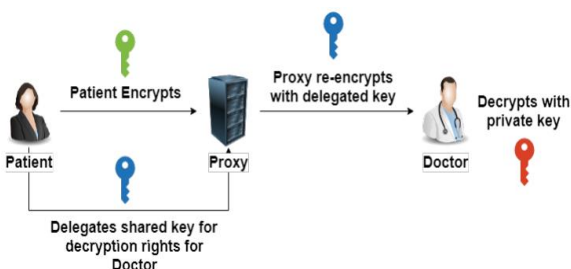 Patient Encrypts
Proxy re-encrypts
with delegated key
Decrypts with
private key
Patient
Proxy
Doctor
Delegates shared key for
decryption rights for
Doctor